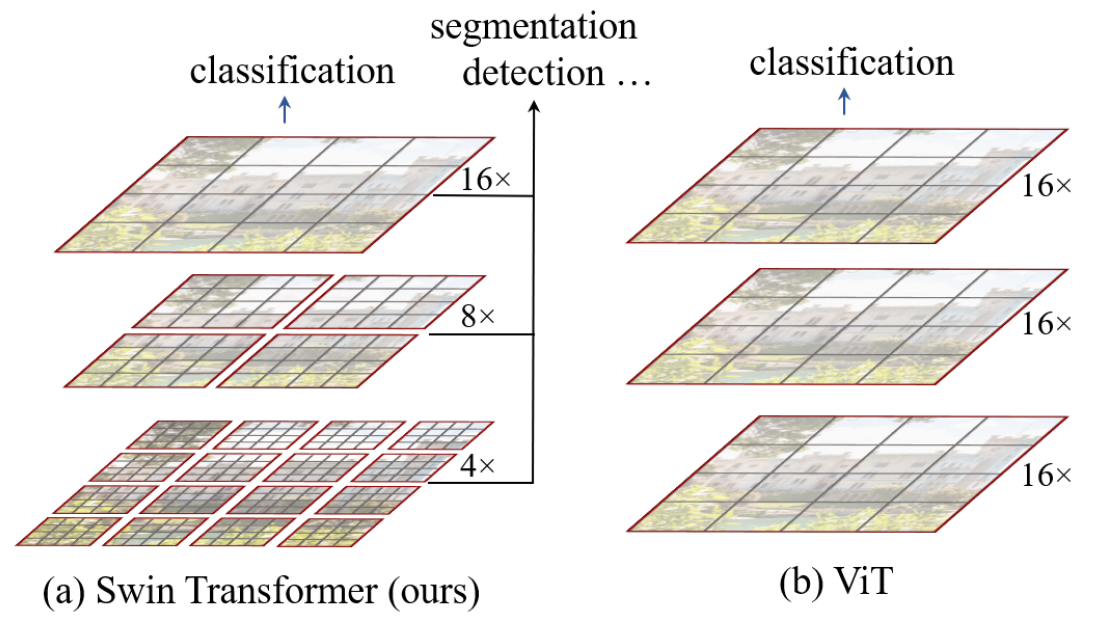 segmentation
classification
detection ...
classification
16×
8×
4×
16×
16×
16×
(a) Swin Transformer (ours)
(b) ViT